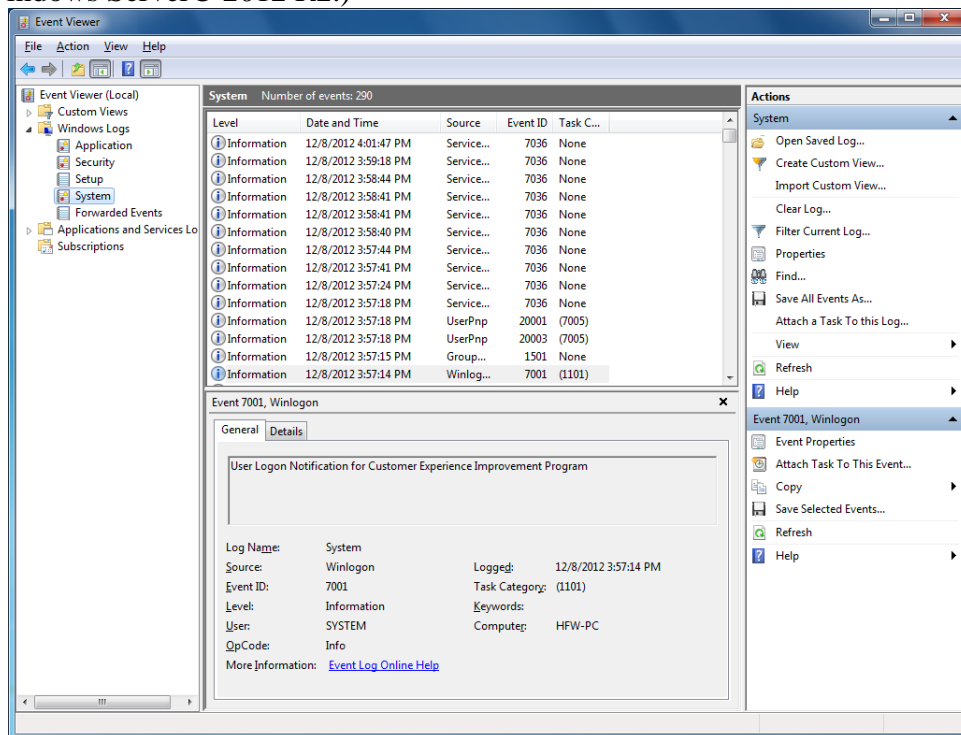 indows Server© 2012 R2.)
Event Viewer
File Action View Help
Event Viewer (Local)
Custom Views
Windows Logs
Application
Security
Setup
System
Forwarded Events
Applications and Services Lo
Subscriptions
System Number of events: 290
Level Date and Time Source Event ID Task C...
Information 12/8/2012 4:01:47 PM Service... 7036 None
Information 12/8/2012 3:59:18 PM Service... 7036 None
Information 12/8/2012 3:58:44 PM Service... 7036 None
Information 12/8/2012 3:58:41 PM Service... 7036 None
Information 12/8/2012 3:58:41 PM Service... 7036 None
Information 12/8/2012 3:58:40 PM Service... 7036 None
Information 12/8/2012 3:57:44 PM Service... 7036 None
Information 12/8/2012 3:57:41 PM Service... 7036 None
Information 12/8/2012 3:57:24 PM Service... 7036 None
Information 12/8/2012 3:57:18 PM Service... 7036 None
Information 12/8/2012 3:57:18 PM UserPnp 20001 (7005)
Information 12/8/2012 3:57:18 PM UserPnp 20003 (7005)
Information 12/8/2012 3:57:15 PM Group... 1501 None
Information 12/8/2012 3:57:14 PM Winlog... 7001 (1101)
Event 7001, Winlogon
General Details
User Logon Notification for Customer Experience Improvement Program
Log Name: System
Source: Winlogon Logged: 12/8/2012 3:57:14 PM
Event ID: 7001 Task Category: (1101)
Level: Information Keywords:
User: SYSTEM Computer: HFW-PC
OpCode: Info
More Information: Event Log Online Help
Actions
System
Open Saved Log...
Create Custom View...
Import Custom View...
Clear Log...
Filter Current Log...
Properties
Find...
Save All Events As...
Attach a Task To this Log...
View
Refresh
Help
Event 7001, Winlogon
Event Properties
Attach Task To This Event...
Copy
Save Selected Events...
Refresh
Help